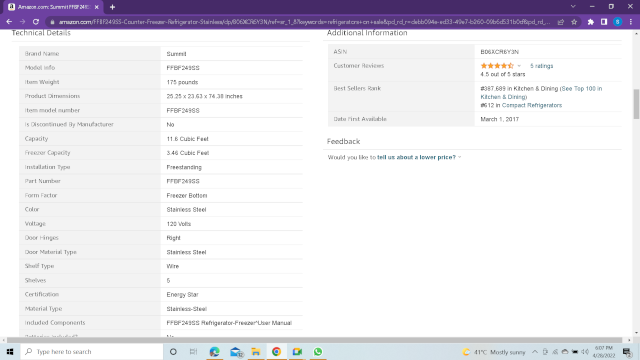 Amazon.com: Summit FFBF249SS
amazon.com/FFBF249SS-Counter-Freezer-Refrigerator-Stainless/dp/B06XCR6Y3N/ref=sr_1_8?keywords=refrigerators+on+sale&pd_rd_r=
Technical Details
Brand Name Summit
Model Info FFBF249SS
Item Weight 175 pounds
Product Dimensions 25.25 x 23.63 x 74.38 inches
Item model number FFBF249SS
Is Discontinued By Manufacturer No
Capacity 11.6 Cubic Feet
Freezer Capacity 3.46 Cubic Feet
Installation Type Freestanding
Part Number FFBF249SS
Form Factor Freezer Bottom
Color Stainless Steel
Voltage 120 Volts
Door Hinges Right
Door Material Type Stainless Steel
Shelf Type Wire
Shelves 5
Certification Energy Star
Material Type Stainless-Steel
Included Components FFBF249SS Refrigerator-Freezer^User Manual
Batteries Included? No
Additional Information
ASIN B06XCR6Y3N
Customer Reviews 5 ratings
4.5 out of 5 stars
Best Sellers Rank #387,689 in Kitchen & Dining (See Top 100 in
Kitchen & Dining)
#612 in Compact Refrigerators
Date First Available March 1, 2017
Feedback
Would you like to tell us about a lower price?
Type here to search
41°C Mostly sunny
6:07 PM
4/28/2022